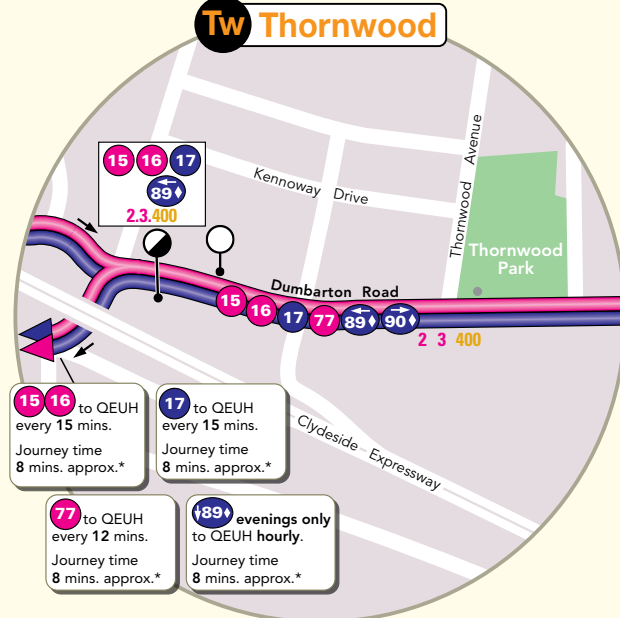 Tw Thornwood
15 16 17
89
2.3.400
Kennoway Drive
Thornwood Avenue
Thornwood
Park
Dumbarton Road
15 16 17 77 89 90
2 3 400
Clydeside Expressway
15 16 to QEUH
every 15 mins.
Journey time
8 mins. approx.*
17 to QEUH
every 15 mins.
Journey time
8 mins. approx.*
77 to QEUH
every 12 mins.
Journey time
8 mins. approx.*
89 evenings only
to QEUH hourly.
Journey time
8 mins. approx.*